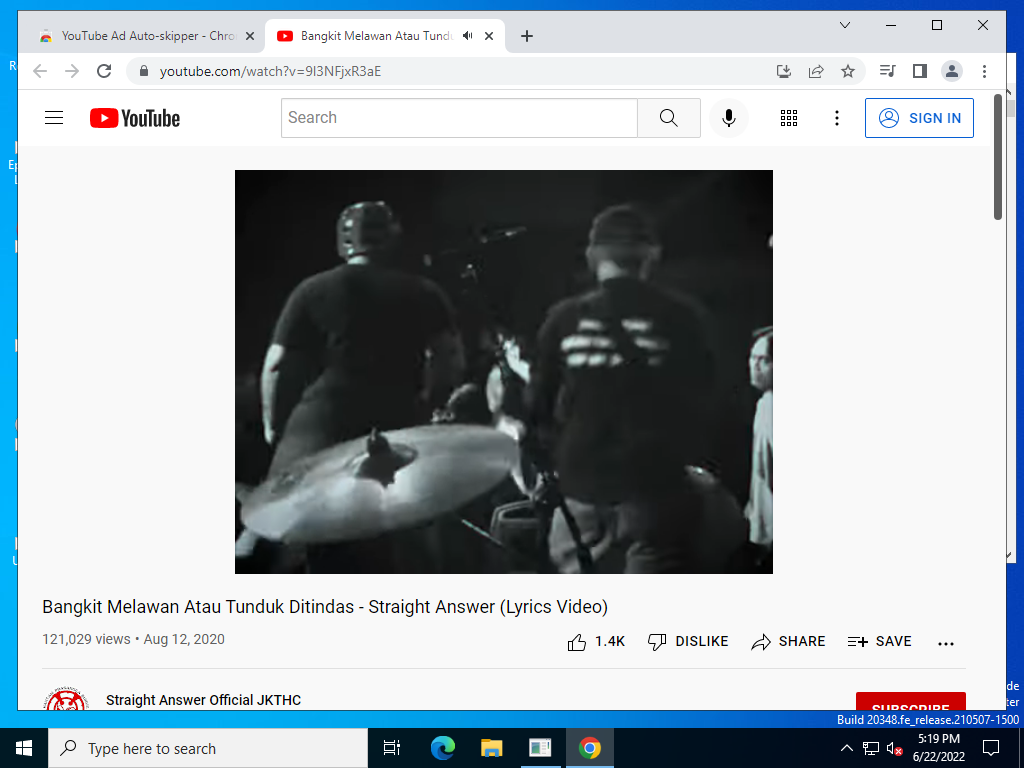 YouTube Ad Auto-skipper - Chro
Bangkit Melawan Atau Tundu
youtube.com/watch?v=9I3NFjxR3aE
YouTube
Search
SIGN IN
Bangkit Melawan Atau Tunduk Ditindas - Straight Answer (Lyrics Video)
121,029 views • Aug 12, 2020
1.4K
DISLIKE
SHARE
SAVE
Straight Answer Official JKTHC
SUBSCRIBE
Build 20348.fe_release.210507-1500
Type here to search
5:19 PM
6/22/2022